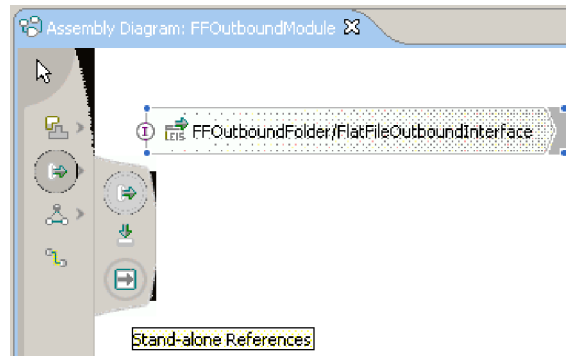 Assembly Diagram: FFOutboundModule
I EIS FFOutboundFolder/FlatFileOutboundInterface
Stand-alone References